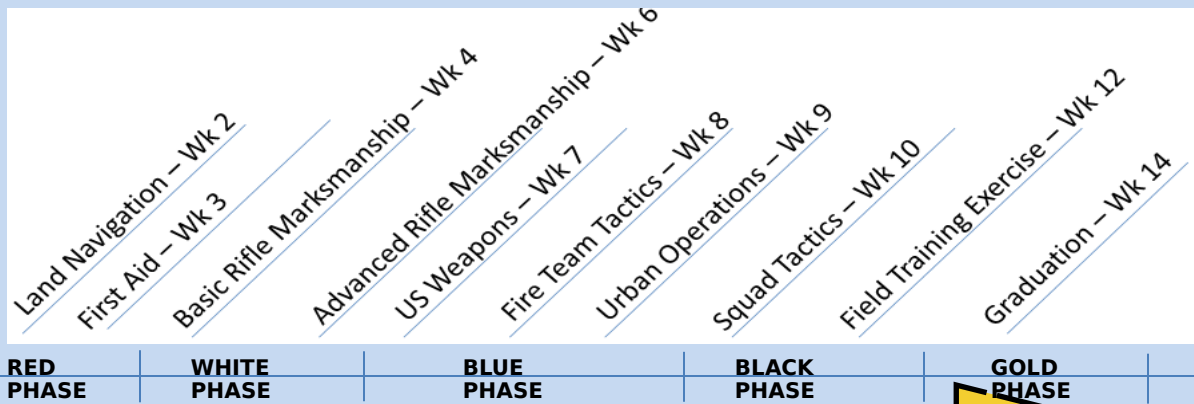 Land Navigation – Wk 2
First Aid – Wk 3
Basic Rifle Marksmanship – Wk 4
Advanced Rifle Marksmanship – Wk 6
US Weapons – Wk 7
Fire Team Tactics – Wk 8
Urban Operations – Wk 9
Squad Tactics – Wk 10
Field Training Exercise – Wk 12
Graduation – Wk 14
RED WHITE BLUE BLACK GOLD
PHASE PHASE PHASE PHASE PHASE